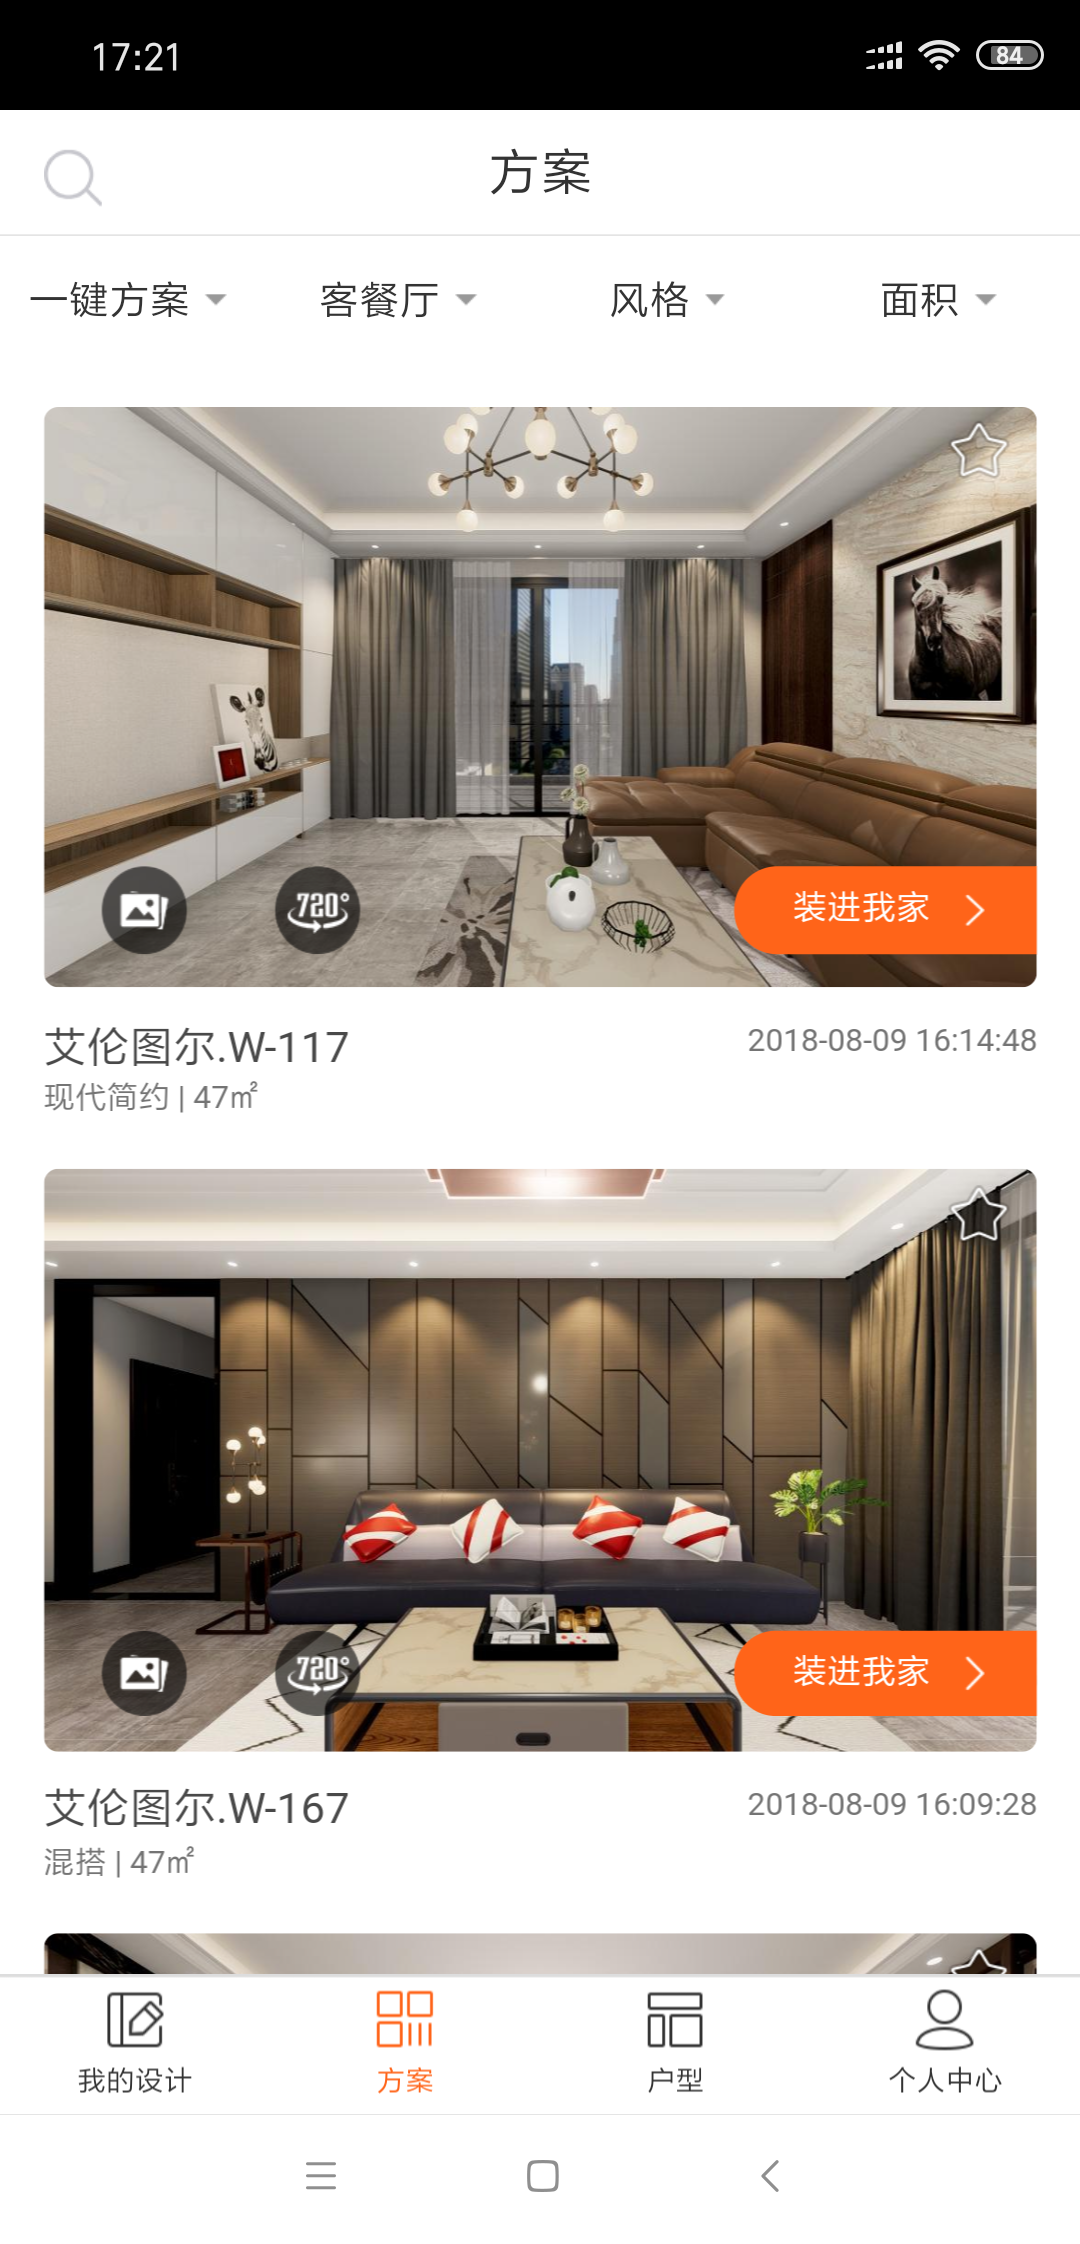 17:21
84
方案
一键方案
客餐厅
风格
面积
720°
装进我家
艾伦图尔.W-117
2018-08-09 16:14:48
现代简约 | 47㎡
720°
装进我家
艾伦图尔.W-167
2018-08-09 16:09:28
混搭 | 47㎡
我的设计
方案
户型
个人中心